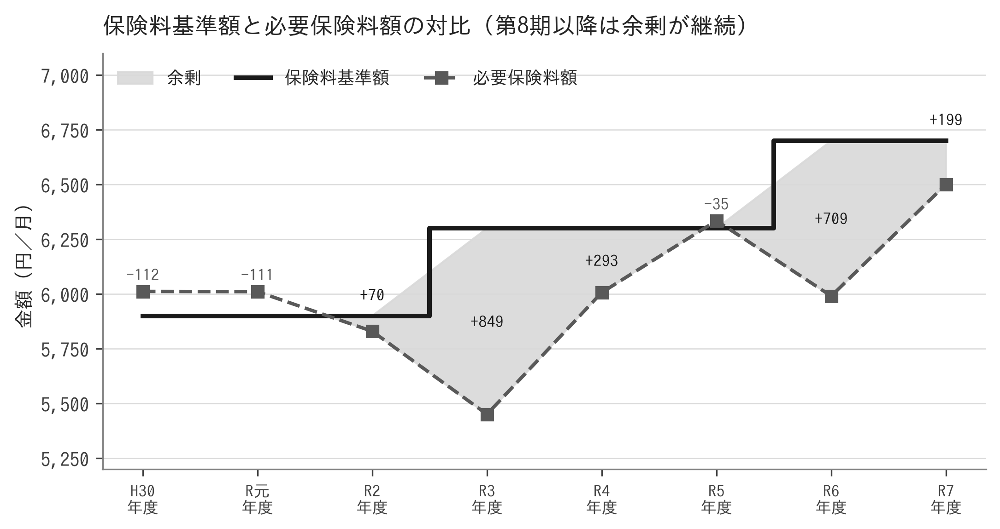 保険料基準額と必要保険料額の対比（第8期以降は余剰が継続）
余剰
保険料基準額
必要保険料額
金額（円／月）
7,000
6,750
6,500
6,250
6,000
5,750
5,500
5,250
-112
-111
+70
+849
+293
-35
+709
+199
H30
年度
R元
年度
R2
年度
R3
年度
R4
年度
R5
年度
R6
年度
R7
年度